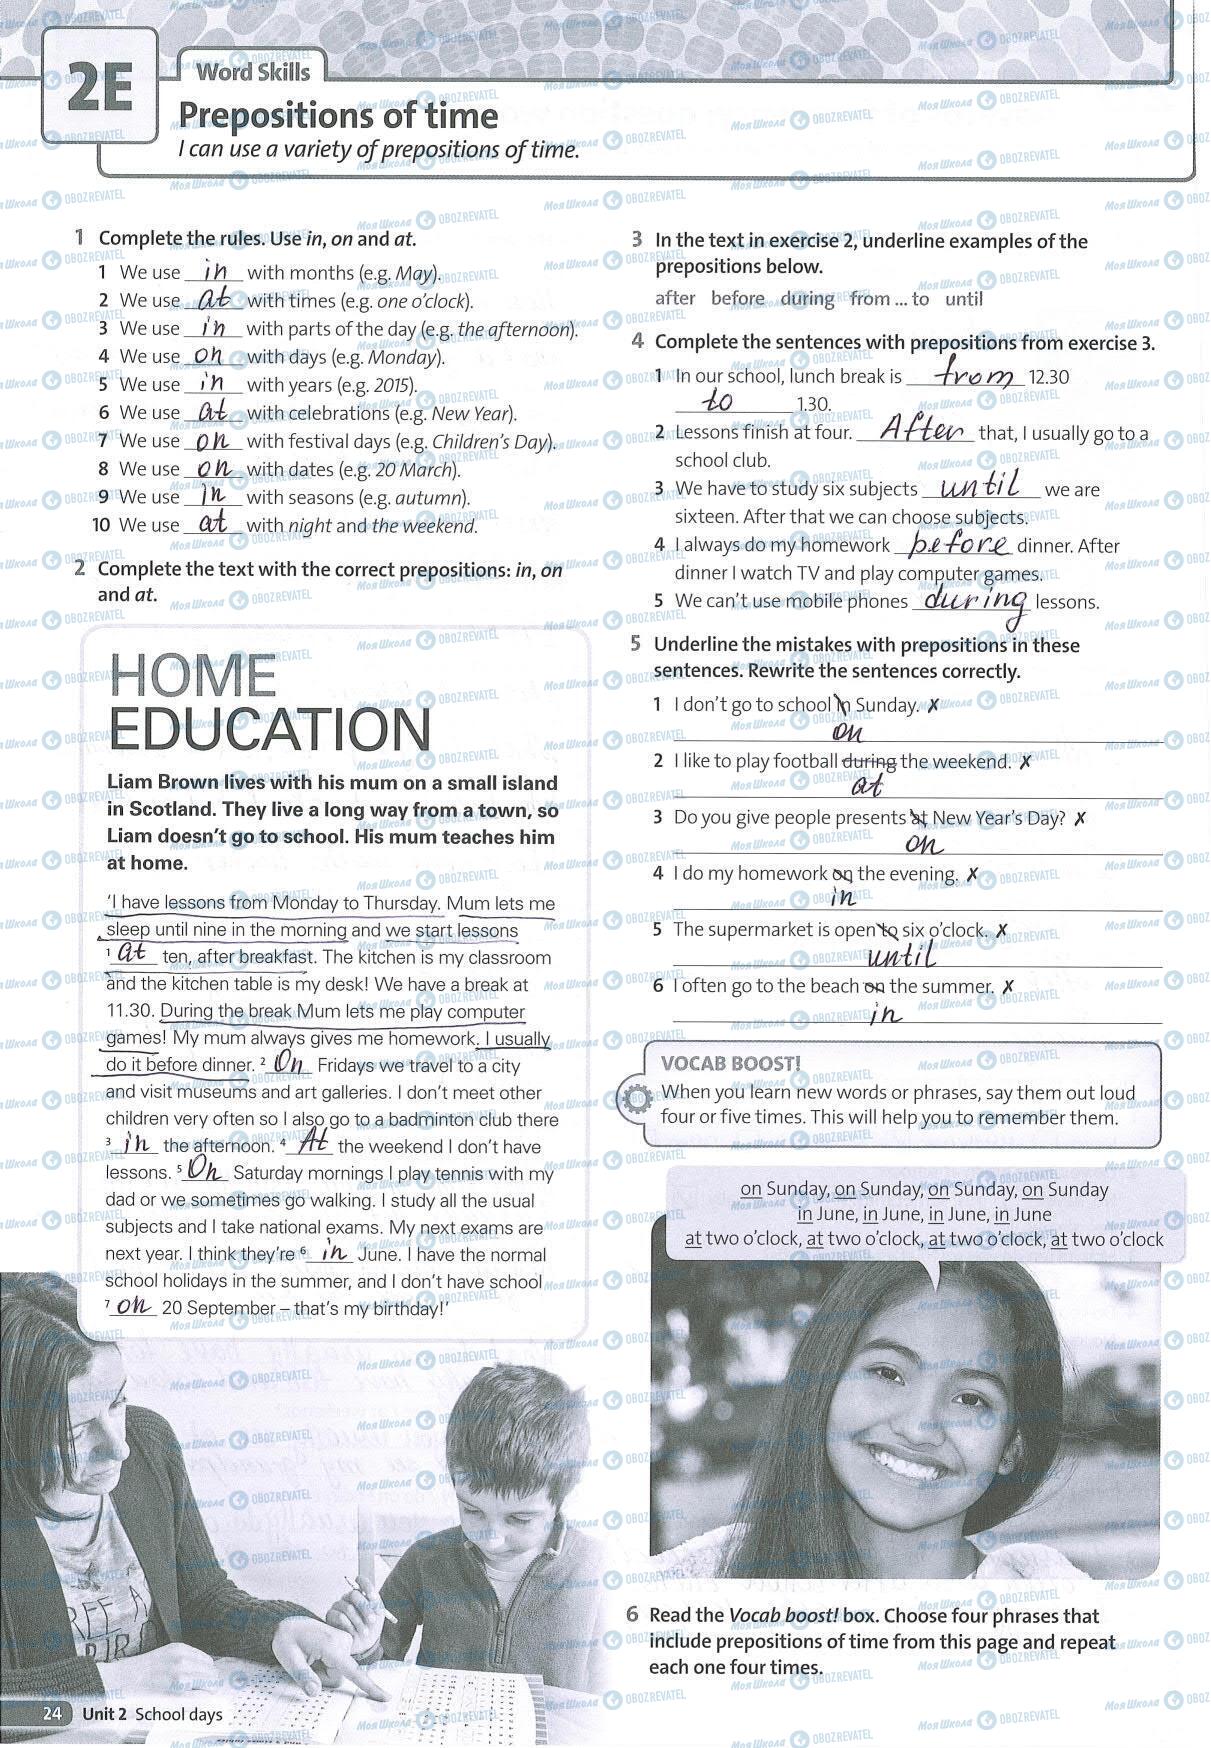 2E
Word Skills
Prepositions of time
I can use a variety of prepositions of time.
1 Complete the rules. Use in, on and at.
1 We use in with months (e.g. May).
2 We use at with times (e.g. one o'clock).
3 We use in with parts of the day (e.g. the afternoon).
4 We use on with days (e.g. Monday).
5 We use in with years (e.g. 2015).
6 We use at with celebrations (e.g. New Year).
7 We use on with festival days (e.g. Children's Day).
8 We use on with dates (e.g. 20 March).
9 We use in with seasons (e.g. autumn).
10 We use at with night and the weekend.
2 Complete the text with the correct prepositions: in, on
and at.
HOME
EDUCATION
Liam Brown lives with his mum on a small island
in Scotland. They live a long way from a town, so
Liam doesn't go to school. His mum teaches him
at home.
'I have lessons from Monday to Thursday. Mum lets me
sleep until nine in the morning and we start lessons
1 at ten, after breakfast. The kitchen is my classroom
and the kitchen table is my desk! We have a break at
11.30. During the break Mum lets me play computer
games! My mum always gives me homework. I usually
do it before dinner. 2 On Fridays we travel to a city
and visit museums and art galleries. I don't meet other
children very often so I also go to a badminton club there
3 in the afternoon. 4 At the weekend I don't have
lessons. 5 On Saturday mornings I play tennis with my
dad or we sometimes go walking. I study all the usual
subjects and I take national exams. My next exams are
next year. I think they're 6 in June. I have the normal
school holidays in the summer, and I don't have school
7 on 20 September – that's my birthday!'
24 Unit 2 School days
3 In the text in exercise 2, underline examples of the
prepositions below.
after before during from ... to until
4 Complete the sentences with prepositions from exercise 3.
1 In our school, lunch break is from 12.30
to 1.30.
2 Lessons finish at four. After that, I usually go to a
school club.
3 We have to study six subjects until we are
sixteen. After that we can choose subjects.
4 I always do my homework before dinner. After
dinner I watch TV and play computer games.
5 We can't use mobile phones during lessons.
5 Underline the mistakes with prepositions in these
sentences. Rewrite the sentences correctly.
1 I don't go to school in Sunday. ✗
on
2 I like to play football during the weekend. ✗
at
3 Do you give people presents at New Year's Day? ✗
on
4 I do my homework on the evening. ✗
in
5 The supermarket is open to six o'clock. ✗
until
6 I often go to the beach on the summer. ✗
in
VOCAB BOOST!
When you learn new words or phrases, say them out loud
four or five times. This will help you to remember them.
on Sunday, on Sunday, on Sunday, on Sunday
in June, in June, in June, in June
at two o'clock, at two o'clock, at two o'clock, at two o'clock
6 Read the Vocab boost! box. Choose four phrases that
include prepositions of time from this page and repeat
each one four times.
Моя Школа OBOZREVATEL